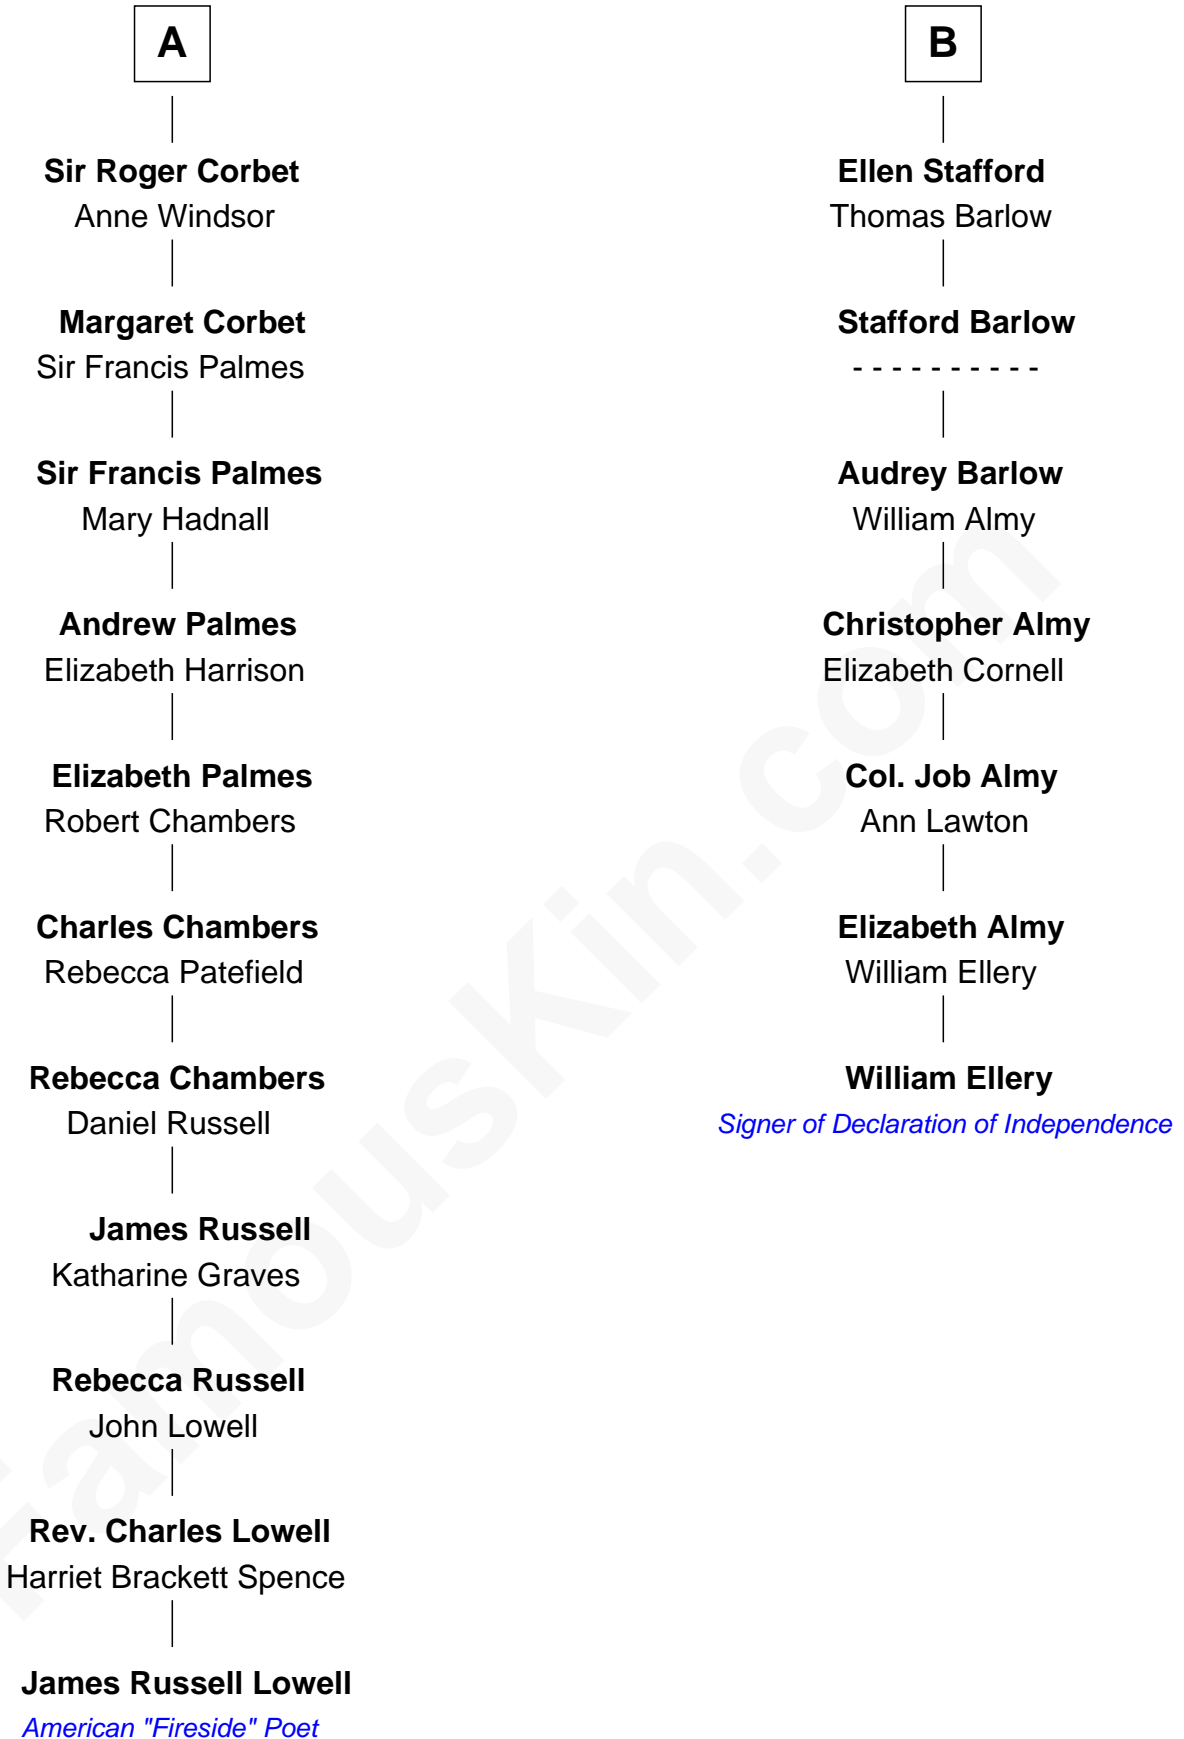 A
Sir Roger Corbet
Anne Windsor
Margaret Corbet
Sir Francis Palmes
Sir Francis Palmes
Mary Hadnall
Andrew Palmes
Elizabeth Harrison
Elizabeth Palmes
Robert Chambers
Charles Chambers
Rebecca Patefield
Rebecca Chambers
Daniel Russell
James Russell
Katharine Graves
Rebecca Russell
John Lowell
Rev. Charles Lowell
Harriet Brackett Spence
James Russell Lowell
American "Fireside" Poet
B
Ellen Stafford
Thomas Barlow
Stafford Barlow
- - - - - - - - - -
Audrey Barlow
William Almy
Christopher Almy
Elizabeth Cornell
Col. Job Almy
Ann Lawton
Elizabeth Almy
William Ellery
William Ellery
Signer of Declaration of Independence
FamousKin.com